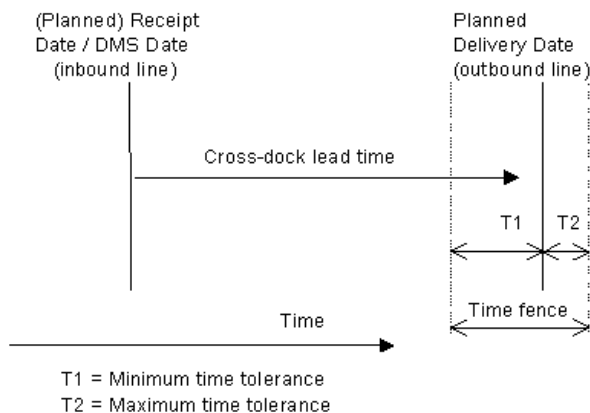 (Planned) Receipt
Date / DMS Date
(inbound line)
Planned
Delivery Date
(outbound line)
Cross-dock lead time
T1
T2
Time fence
Time
T1 = Minimum time tolerance
T2 = Maximum time tolerance